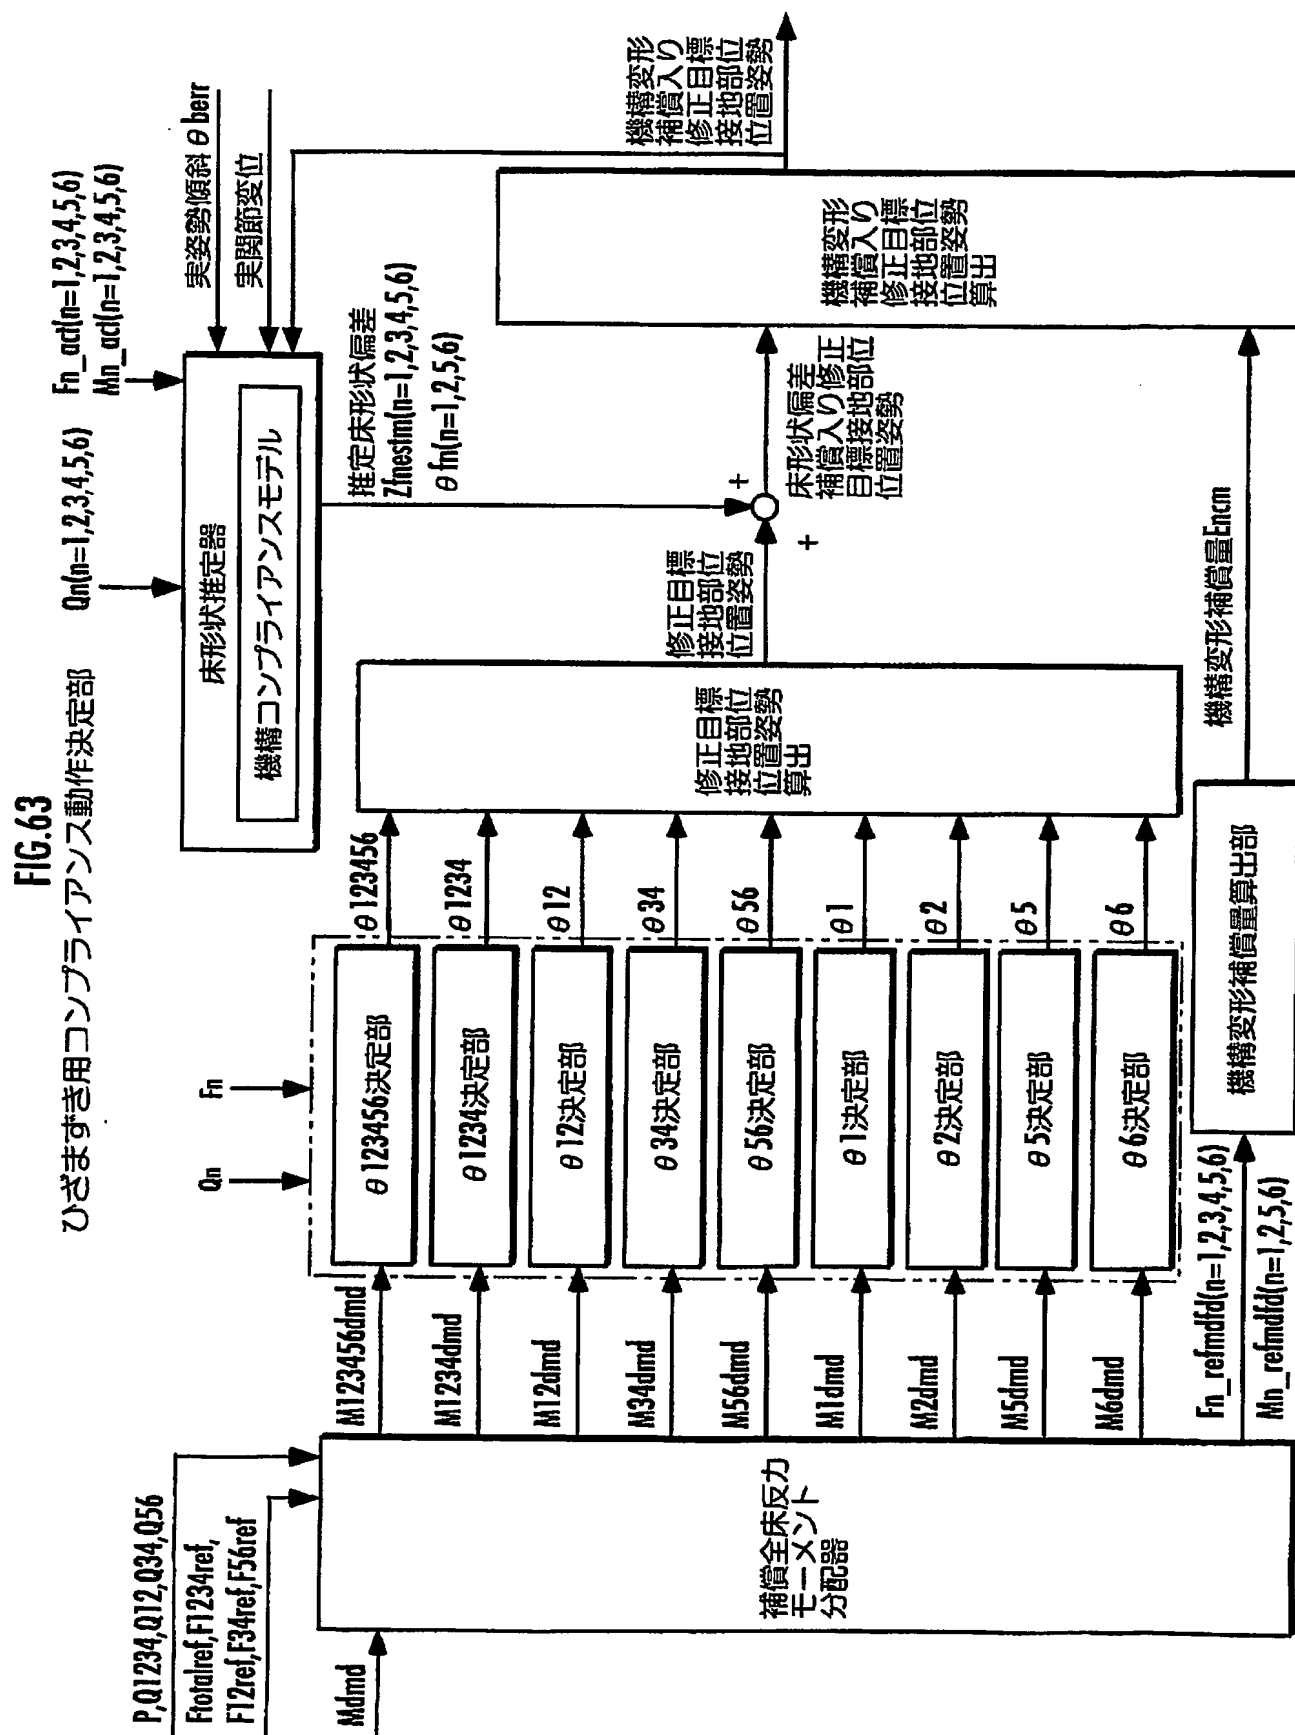 FIG.63
ひざまずき用コンプライアンス動作決定部
P,Q1234,Q12,Q34,Q56
Ftotalref,F1234ref,
F12ref,F34ref,F56ref
Mdmd
補償全床反力
モーメント
分配器
M123456dmd
M1234dmd
M12dmd
M34dmd
M56dmd
M1dmd
M2dmd
M5dmd
M6dmd
Fn_refmdfd(n=1,2,3,4,5,6)
Mn_refmdfd(n=1,2,5,6)
Qn
Fn
θ123456決定部
θ1234決定部
θ12決定部
θ34決定部
θ56決定部
θ1決定部
θ2決定部
θ5決定部
θ6決定部
機構変形補償量算出部
θ123456
θ1234
θ12
θ34
θ56
θ1
θ2
θ5
θ6
修正目標
接地部位
位置姿勢
算出
機構変形補償量Encm
修正目標
接地部位
位置姿勢
Qn(n=1,2,3,4,5,6)
Fn_act(n=1,2,3,4,5,6)
Mn_act(n=1,2,3,4,5,6)
床形状推定器
機構コンプライアンスモデル
実姿勢傾斜θberr
実関節変位
推定床形状偏差
Zfnestm(n=1,2,3,4,5,6)
θfn(n=1,2,5,6)
+
+
床形状偏差
補償入り修正
目標接地部位
位置姿勢
機構変形
補償入り
修正目標
接地部位
位置姿勢
算出
機構変形
補償入り
修正目標
接地部位
位置姿勢